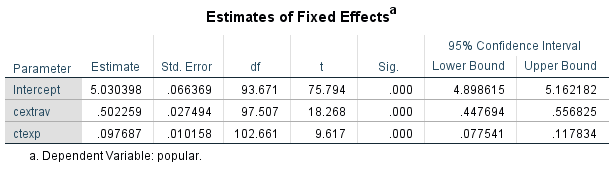 Estimates of Fixed Effectsa
95% Confidence Interval
Parameter Estimate Std. Error df t Sig. Lower Bound Upper Bound
Intercept 5.030398 .066369 93.671 75.794 .000 4.898615 5.162182
cextrav .502259 .027494 97.507 18.268 .000 .447694 .556825
ctexp .097687 .010158 102.661 9.617 .000 .077541 .117834
a. Dependent Variable: popular.